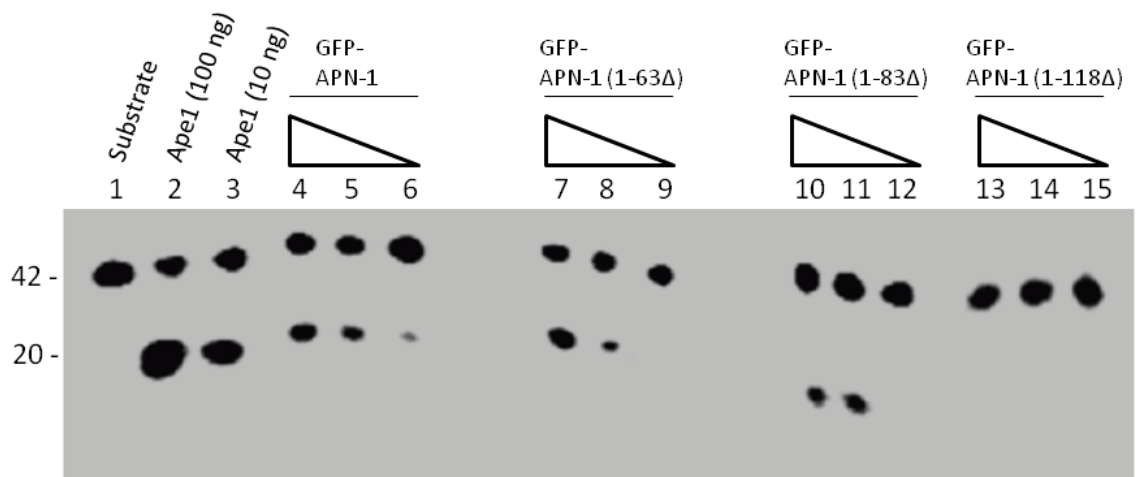 Substrate
Ape1 (100 ng)
Ape1 (10 ng)
GFP-
APN-1
GFP-
APN-1 (1-63Δ)
GFP-
APN-1 (1-83Δ)
GFP-
APN-1 (1-118Δ)
1 2 3 4 5 6 7 8 9 10 11 12 13 14 15
42 -
20 -